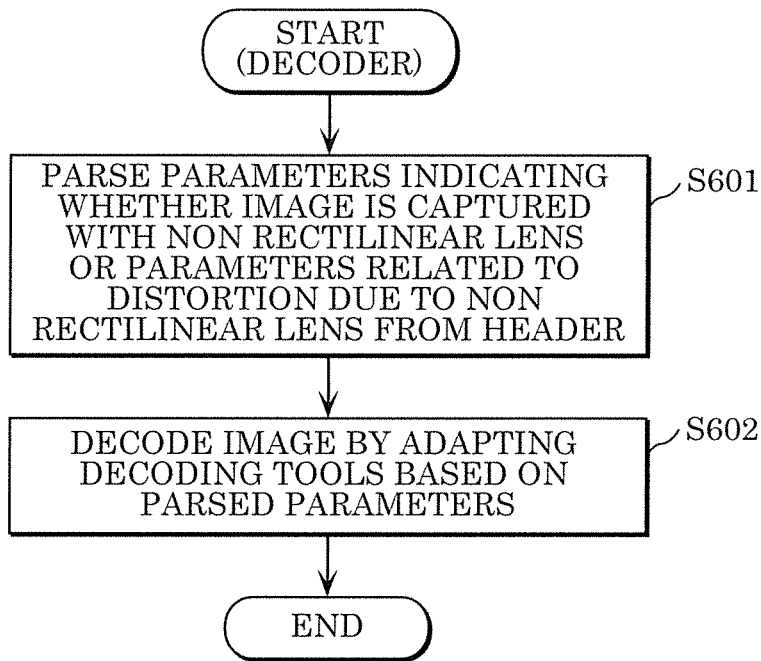 START
(DECODER)
PARSE PARAMETERS INDICATING
WHETHER IMAGE IS CAPTURED
WITH NON RECTILINEAR LENS
OR PARAMETERS RELATED TO
DISTORTION DUE TO NON
RECTILINEAR LENS FROM HEADER
S601
DECODE IMAGE BY ADAPTING
DECODING TOOLS BASED ON
PARSED PARAMETERS
S602
END